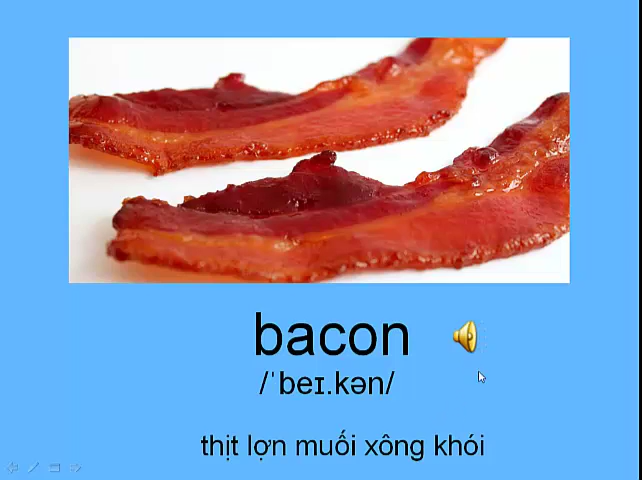 bacon
/ˈbeɪ.kən/
thịt lợn muối xông khói